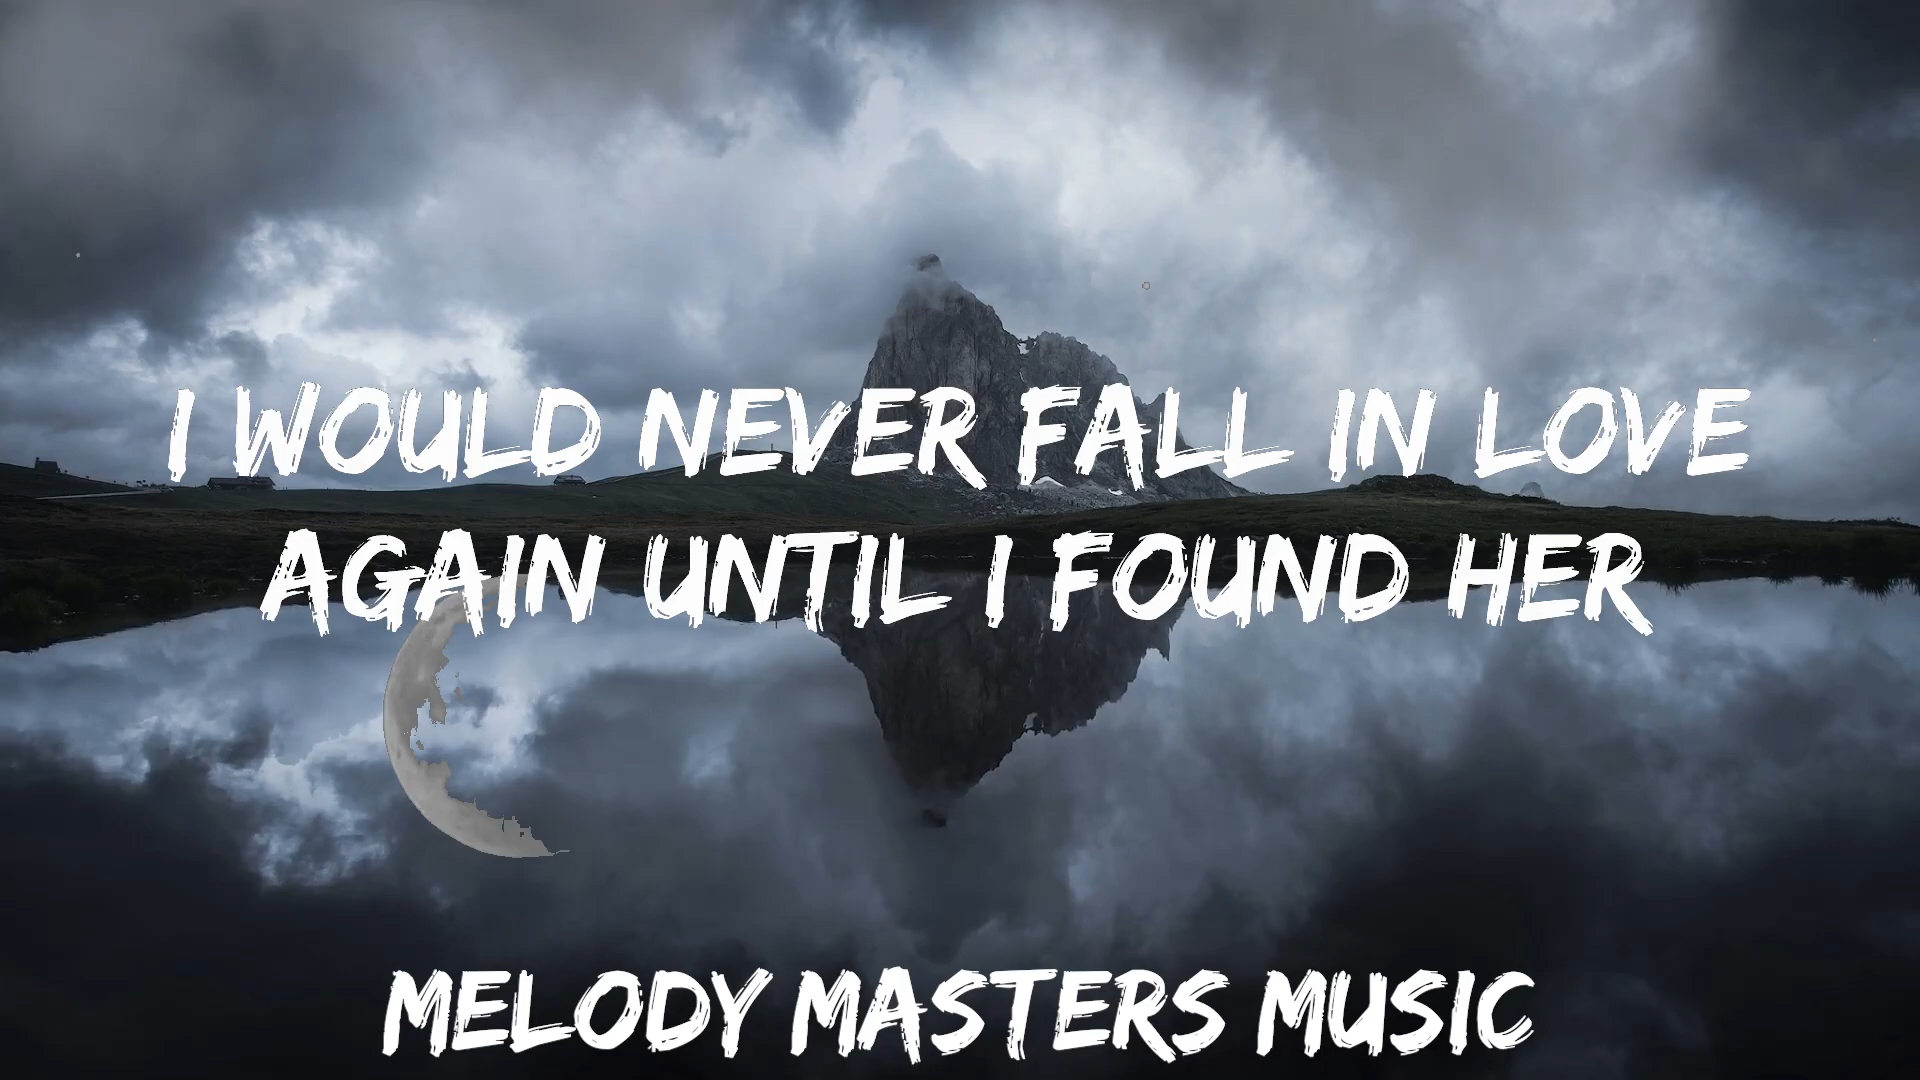 I WOULD NEVER FALL IN LOVE
AGAIN UNTIL I FOUND HER
MELODY MASTERS MUSIC